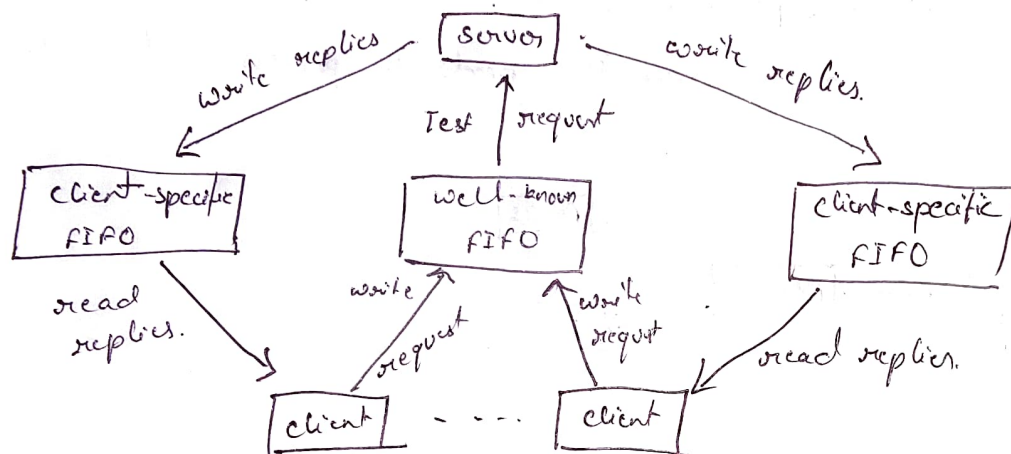 server
write replies
write replies.
Test request
client-specific
FIFO
well-known
FIFO
client-specific
FIFO
read
replies.
write
request
write
request
read replies.
client
- - - -
client